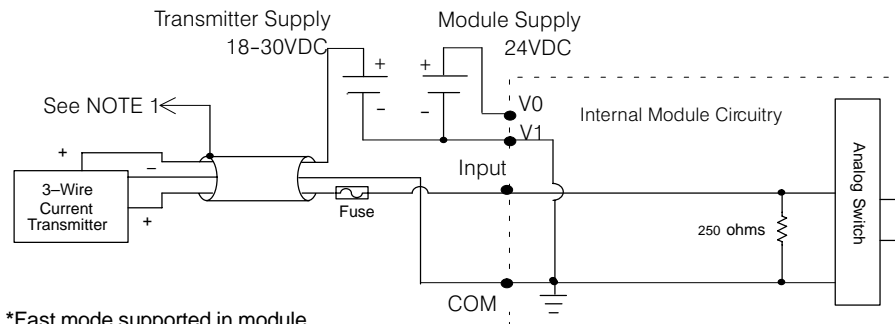 Transmitter Supply
18–30VDC
Module Supply
24VDC
+
–
+
–
See NOTE 1
V0
V1
Internal Module Circuitry
+
–
+
3–Wire
Current
Transmitter
Input
Fuse
250 ohms
Analog Switch
COM
*Fast mode supported in module